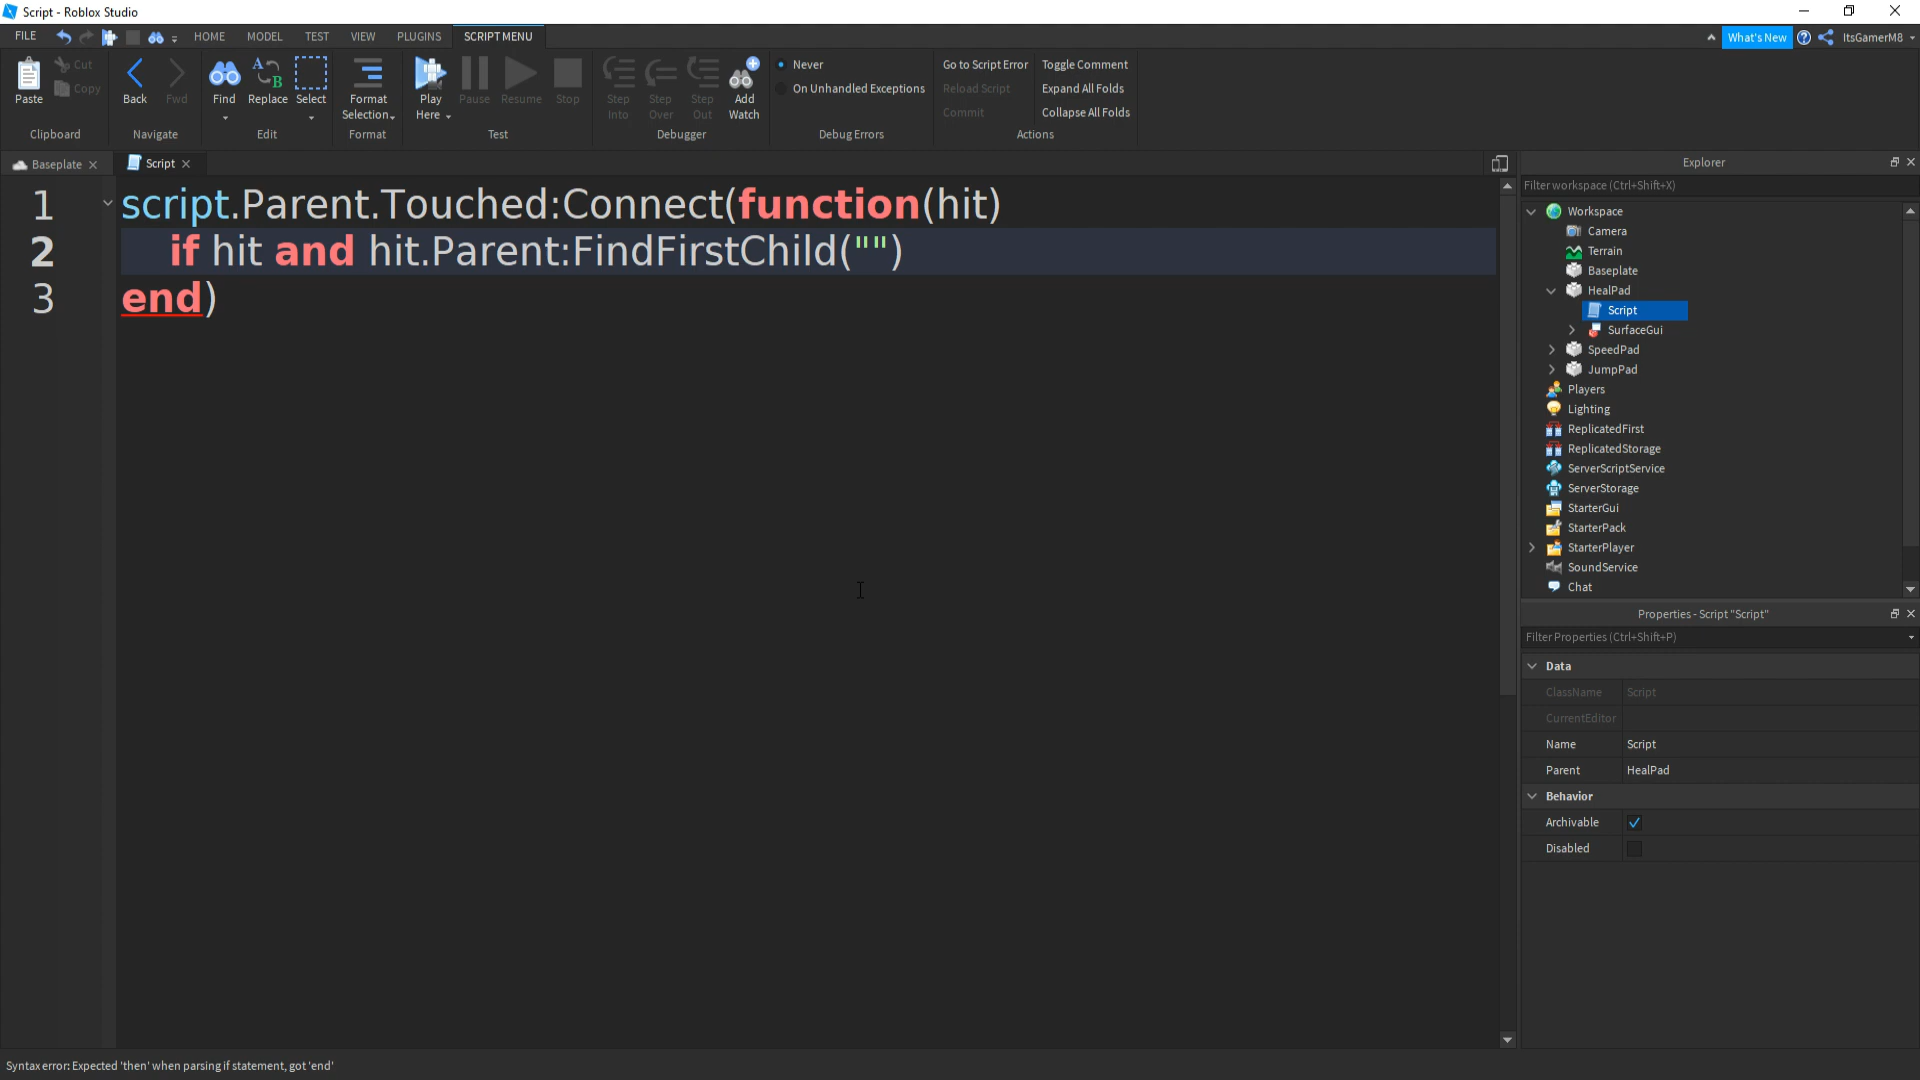 Script - Roblox Studio
FILE HOME MODEL TEST VIEW PLUGINS SCRIPT MENU What's New ItsGamerM8
Paste Cut Copy Clipboard
Back Fwd Navigate
Find Replace Select Edit
Format Selection Format
Play Here Pause Resume Stop Test
Step Into Step Over Step Out Add Watch Debugger
Never
On Unhandled Exceptions
Debug Errors
Go to Script Error Toggle Comment
Reload Script Expand All Folds
Commit Collapse All Folds
Actions
Baseplate Script
1 script.Parent.Touched:Connect(function(hit)
2 if hit and hit.Parent:FindFirstChild("")
3 end)
Explorer
Filter workspace (Ctrl+Shift+X)
Workspace
Camera
Terrain
Baseplate
HealPad
Script
SurfaceGui
SpeedPad
JumpPad
Players
Lighting
ReplicatedFirst
ReplicatedStorage
ServerScriptService
ServerStorage
StarterGui
StarterPack
StarterPlayer
SoundService
Chat
Properties - Script "Script"
Filter Properties (Ctrl+Shift+P)
Data
ClassName Script
CurrentEditor
Name Script
Parent HealPad
Behavior
Archivable
Disabled
Syntax error: Expected 'then' when parsing if statement, got 'end'